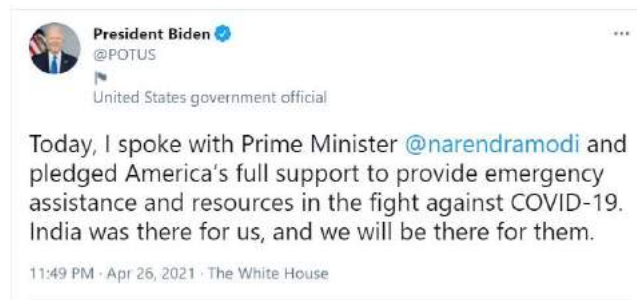 President Biden
@POTUS
United States government official
Today, I spoke with Prime Minister @narendramodi and
pledged America's full support to provide emergency
assistance and resources in the fight against COVID-19.
India was there for us, and we will be there for them.
11:49 PM · Apr 26, 2021 · The White House